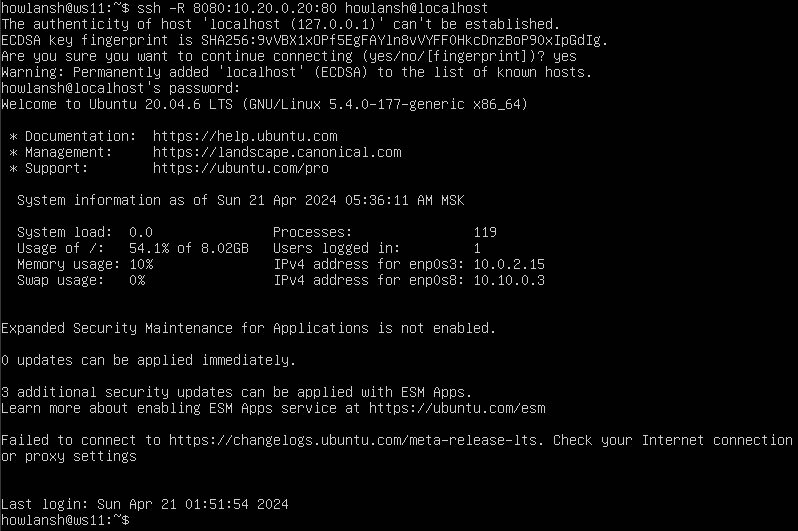 howlansh@ws11:~$ ssh -R 8080:10.20.0.20:80 howlansh@localhost
The authenticity of host 'localhost (127.0.0.1)' can't be established.
ECDSA key fingerprint is SHA256:9vVBX1xOPf5EgFAYln8vVYFFOHkcDnzBoP90xIpGdIg.
Are you sure you want to continue connecting (yes/no/[fingerprint])? yes
Warning: Permanently added 'localhost' (ECDSA) to the list of known hosts.
howlansh@localhost's password:
Welcome to Ubuntu 20.04.6 LTS (GNU/Linux 5.4.0-177-generic x86_64)
* Documentation:  https://help.ubuntu.com
* Management:     https://landscape.canonical.com
* Support:        https://ubuntu.com/pro
System information as of Sun 21 Apr 2024 05:36:11 AM MSK
System load:  0.0               Processes:               119
Usage of /:   54.1% of 8.02GB   Users logged in:         1
Memory usage: 10%               IPv4 address for enp0s3: 10.0.2.15
Swap usage:   0%                IPv4 address for enp0s8: 10.10.0.3
Expanded Security Maintenance for Applications is not enabled.
0 updates can be applied immediately.
3 additional security updates can be applied with ESM Apps.
Learn more about enabling ESM Apps service at https://ubuntu.com/esm
Failed to connect to https://changelogs.ubuntu.com/meta-release-lts. Check your Internet connection
or proxy settings
Last login: Sun Apr 21 01:51:54 2024
howlansh@ws11:~$